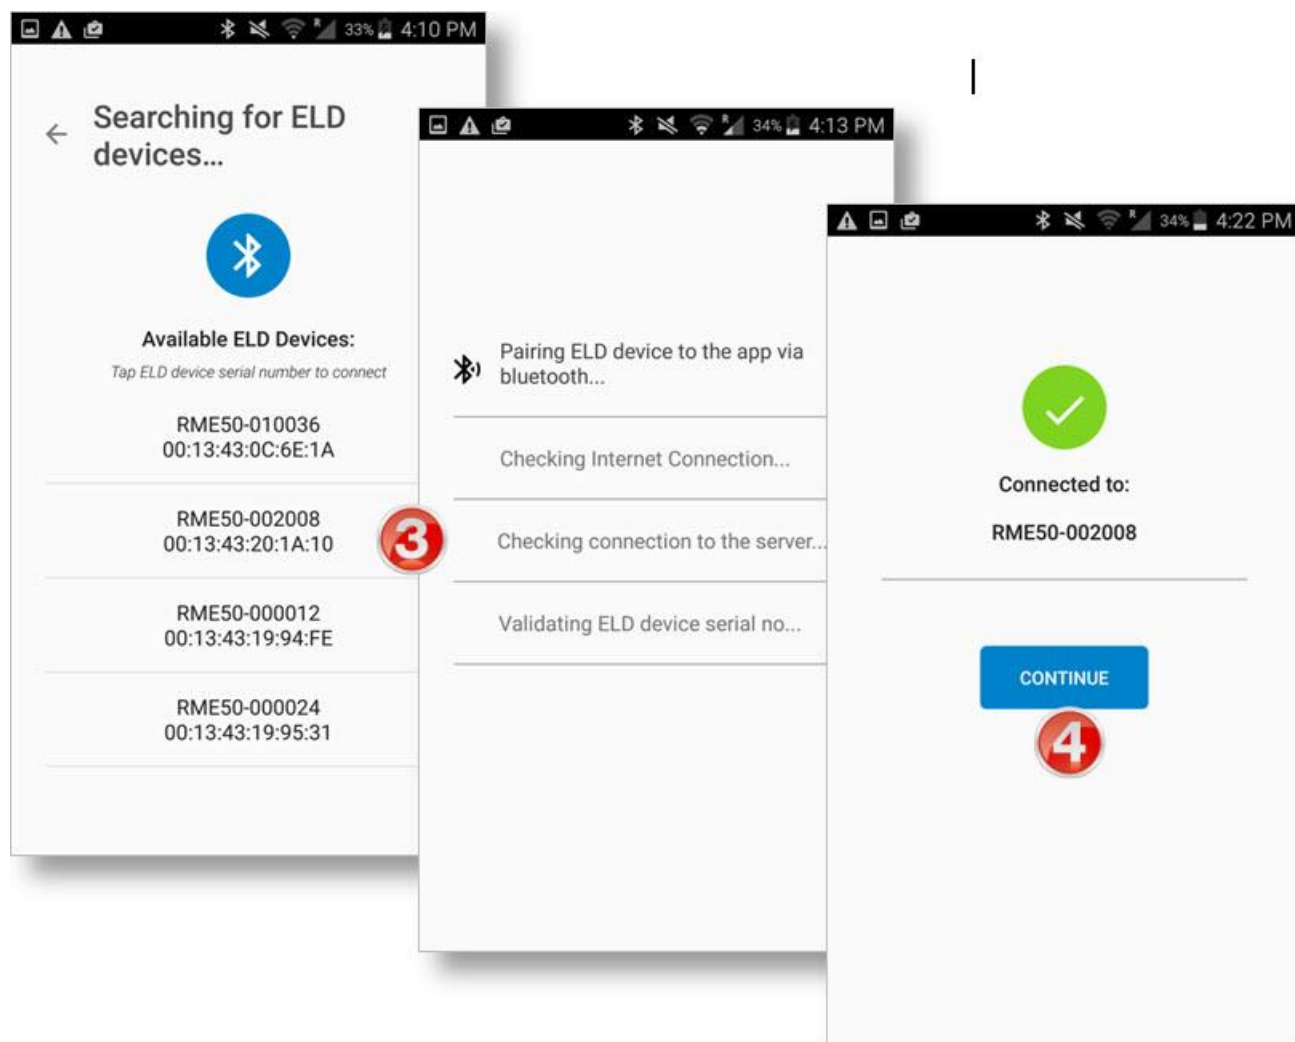 33% 4:10 PM
Searching for ELD
devices...
Available ELD Devices:
Tap ELD device serial number to connect
RME50-010036
00:13:43:0C:6E:1A
RME50-002008
00:13:43:20:1A:10
RME50-000012
00:13:43:19:94:FE
RME50-000024
00:13:43:19:95:31
3
R 34% 4:13 PM
Pairing ELD device to the app via
bluetooth...
Checking Internet Connection...
Checking connection to the server...
Validating ELD device serial no...
R 34% 4:22 PM
Connected to:
RME50-002008
CONTINUE
4